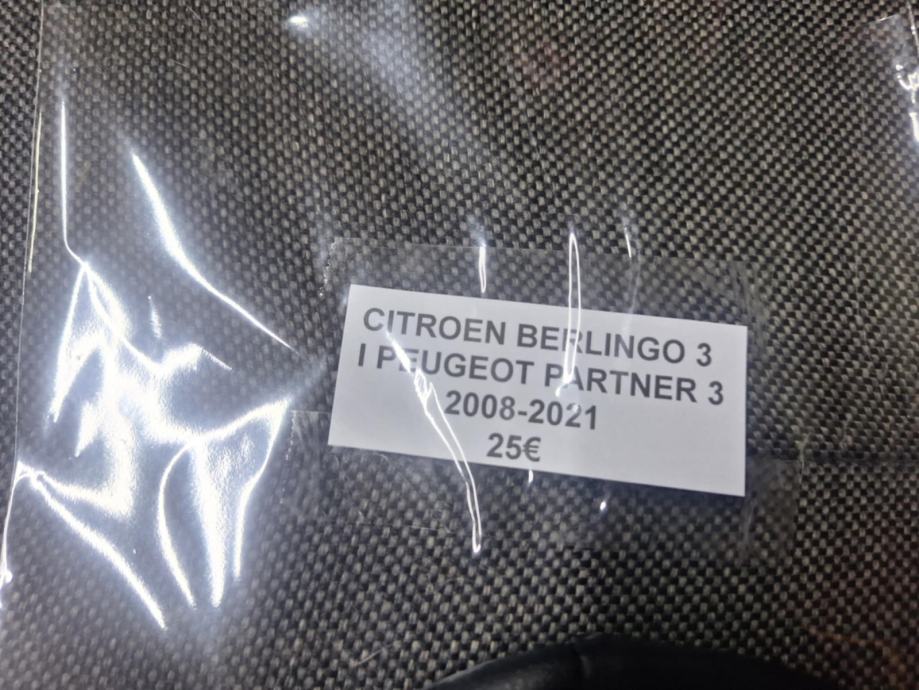 CITROEN BERLINGO 3
I PEUGEOT PARTNER 3
2008-2021
25€